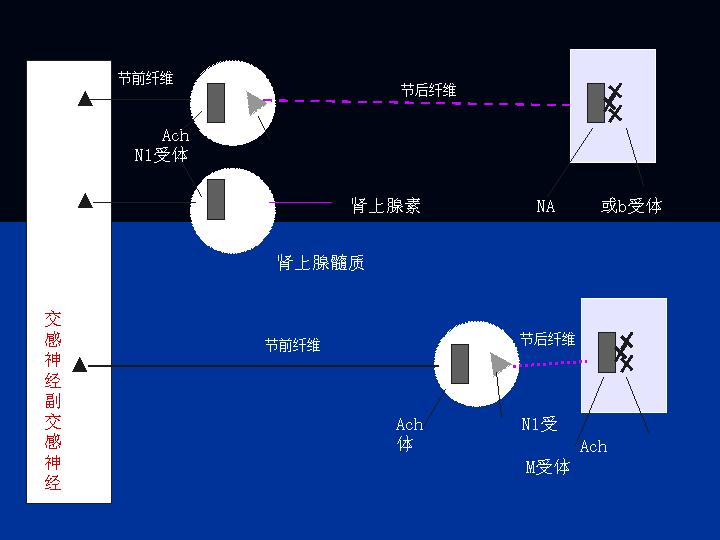 节前纤维
节后纤维
Ach
N1受体
肾上腺素
NA
或b受体
肾上腺髓质
交
感
神
经
副
交
感
神
经
节前纤维
节后纤维
Ach
体
N1受
Ach
M受体